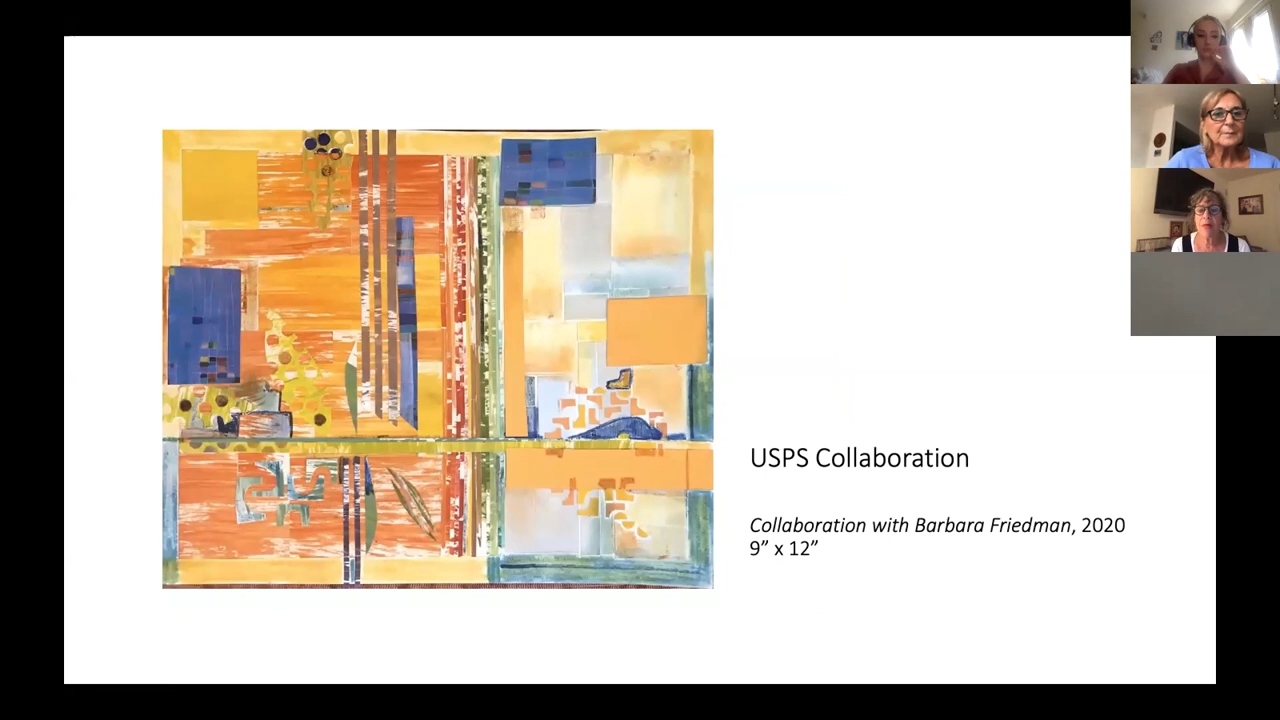 USPS Collaboration
Collaboration with Barbara Friedman, 2020
9” x 12”